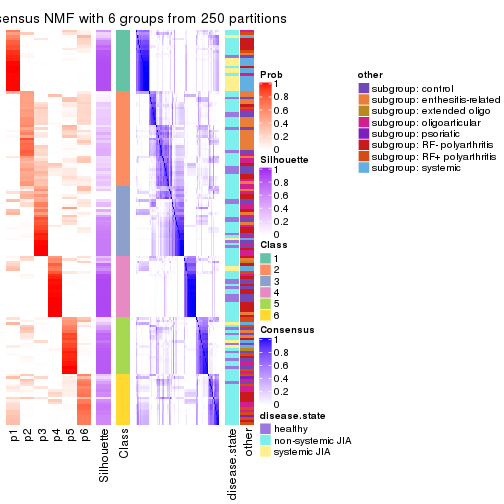 sensus NMF with 6 groups from 250 partitions
p1
p2
p3
p4
p5
p6
Silhouette
Class
disease.state
other
Prob
1
0.8
0.6
0.4
0.2
0
Silhouette
1
0.8
0.6
0.4
0.2
0
Class
1
2
3
4
5
6
Consensus
1
0.8
0.6
0.4
0.2
0
disease.state
healthy
non-systemic JIA
systemic JIA
other
subgroup: control
subgroup: enthesitis-related
subgroup: extended oligo
subgroup: oligoarticular
subgroup: psoriatic
subgroup: RF- polyarthritis
subgroup: RF+ polyarthritis
subgroup: systemic